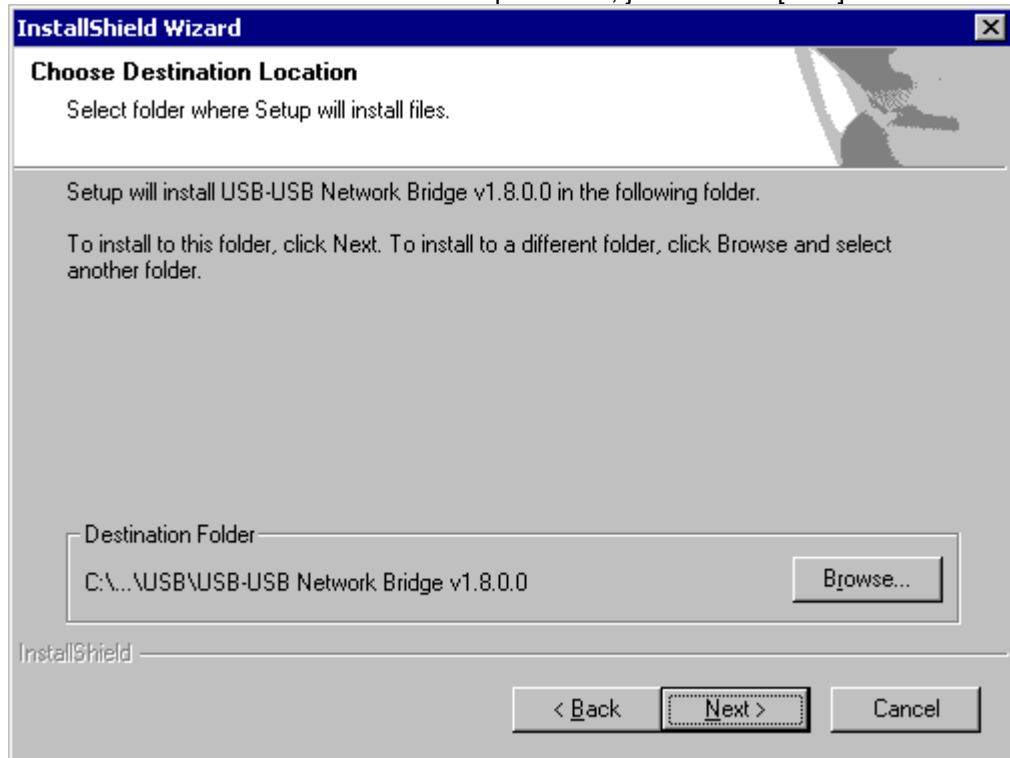 InstallShield Wizard
Choose Destination Location
Select folder where Setup will install files.
Setup will install USB-USB Network Bridge v1.8.0.0 in the following folder.
To install to this folder, click Next. To install to a different folder, click Browse and select
another folder.
Destination Folder
C:\...\USB\USB-USB Network Bridge v1.8.0.0
Browse...
InstallShield
< Back
Next >
Cancel